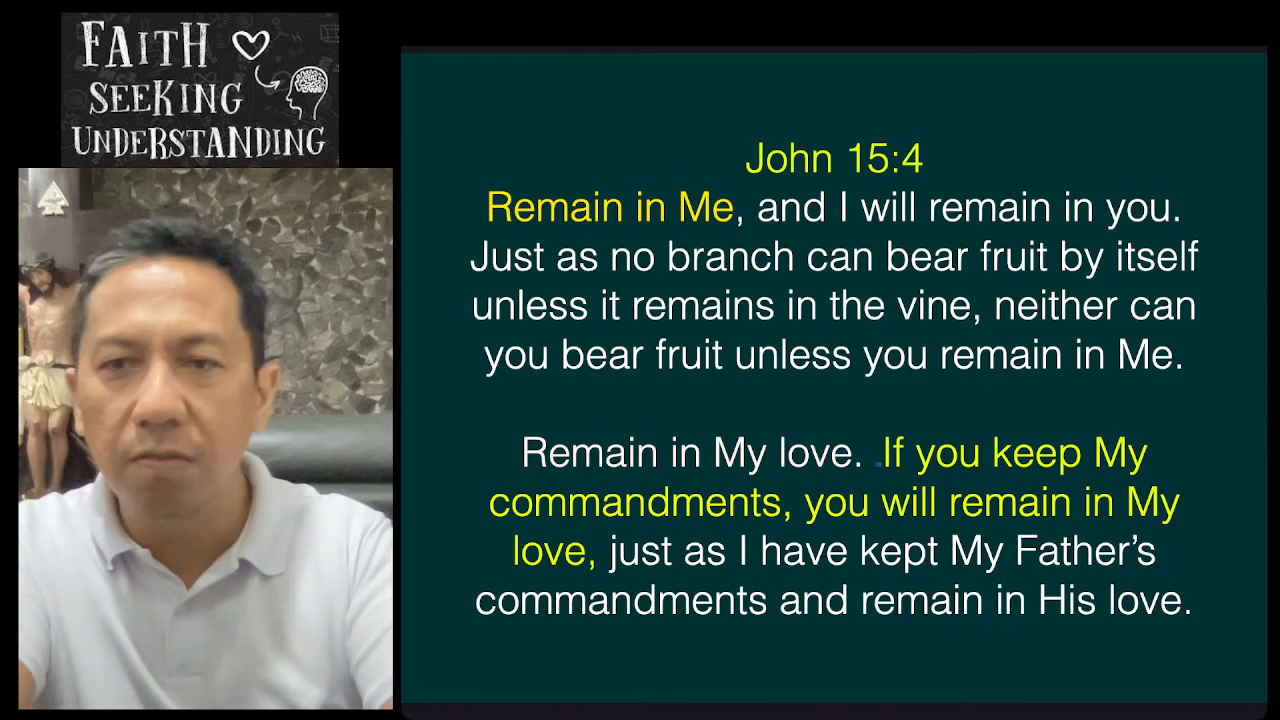 FAITH
SEEKING
UNDERSTANDING
John 15:4
Remain in Me, and I will remain in you.
Just as no branch can bear fruit by itself
unless it remains in the vine, neither can
you bear fruit unless you remain in Me.
Remain in My love. If you keep My
commandments, you will remain in My
love, just as I have kept My Father’s
commandments and remain in His love.